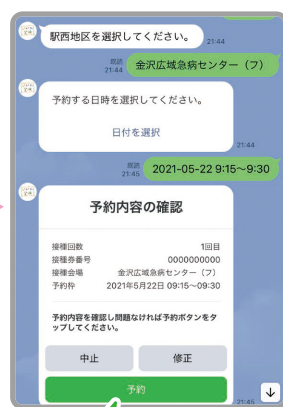 駅西地区を選択してください。
21:44
既読
21:44
金沢広域急病センター（フ）
予約する日時を選択してください。
日付を選択
21:44
既読
21:45
2021-05-22 9:15～9:30
予約内容の確認
接種回数 1回目
接種券番号 0000000000
接種会場 金沢広域急病センター（フ）
予約枠 2021年5月22日 09:15～09:30
予約内容を確認し問題なければ予約ボタンをタ
ップしてください。
中止 修正
予約
21:45